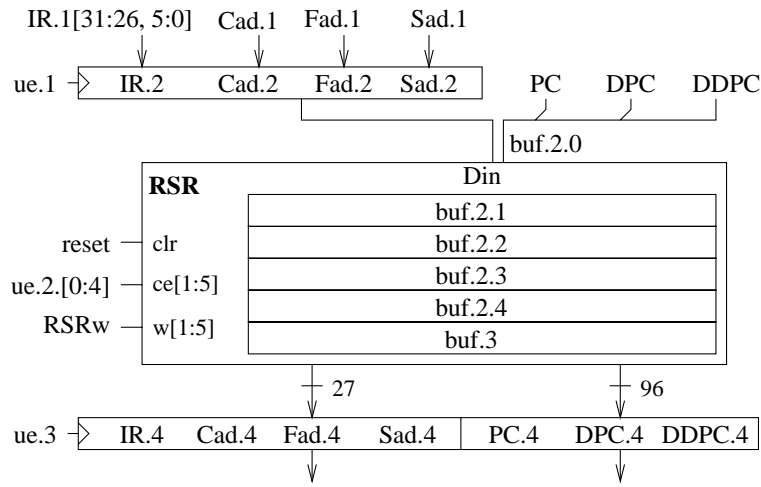 IR.1[31:26, 5:0] Cad.1 Fad.1 Sad.1
ue.1 IR.2 Cad.2 Fad.2 Sad.2 PC DPC DDPC
buf.2.0
RSR Din
buf.2.1
reset clr buf.2.2
ue.2.[0:4] ce[1:5] buf.2.3
buf.2.4
RSRw w[1:5]
buf.3
27 96
ue.3 IR.4 Cad.4 Fad.4 Sad.4 PC.4 DPC.4 DDPC.4